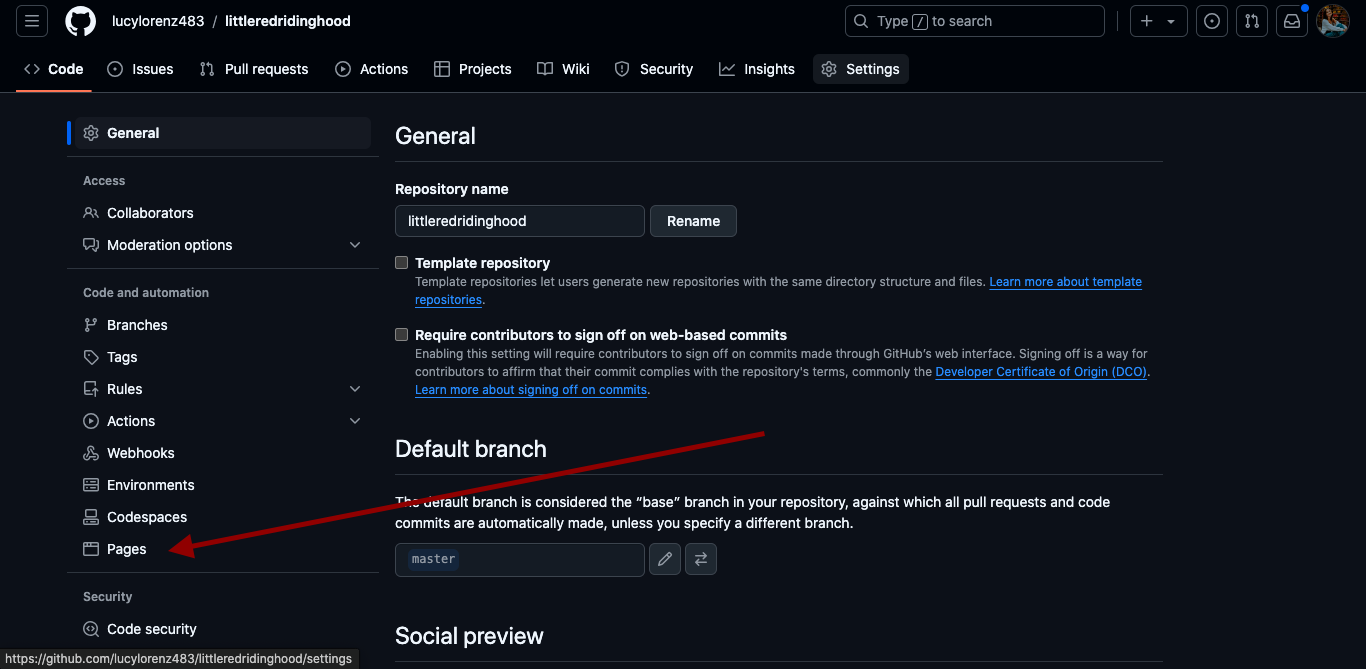 lucylorenz483 / littleredridinghood
Type / to search
Code Issues Pull requests Actions Projects Wiki Security Insights Settings
General
Access
Collaborators
Moderation options
Code and automation
Branches
Tags
Rules
Actions
Webhooks
Environments
Codespaces
Pages
Security
Code security
General
Repository name
littleredridinghood
Rename
Template repository
Template repositories let users generate new repositories with the same directory structure and files. Learn more about template
repositories.
Require contributors to sign off on web-based commits
Enabling this setting will require contributors to sign off on commits made through GitHub’s web interface. Signing off is a way for
contributors to affirm that their commit complies with the repository's terms, commonly the Developer Certificate of Origin (DCO).
Learn more about signing off on commits.
Default branch
The default branch is considered the “base” branch in your repository, against which all pull requests and code
commits are automatically made, unless you specify a different branch.
master
Social preview
https://github.com/lucylorenz483/littleredridinghood/settings